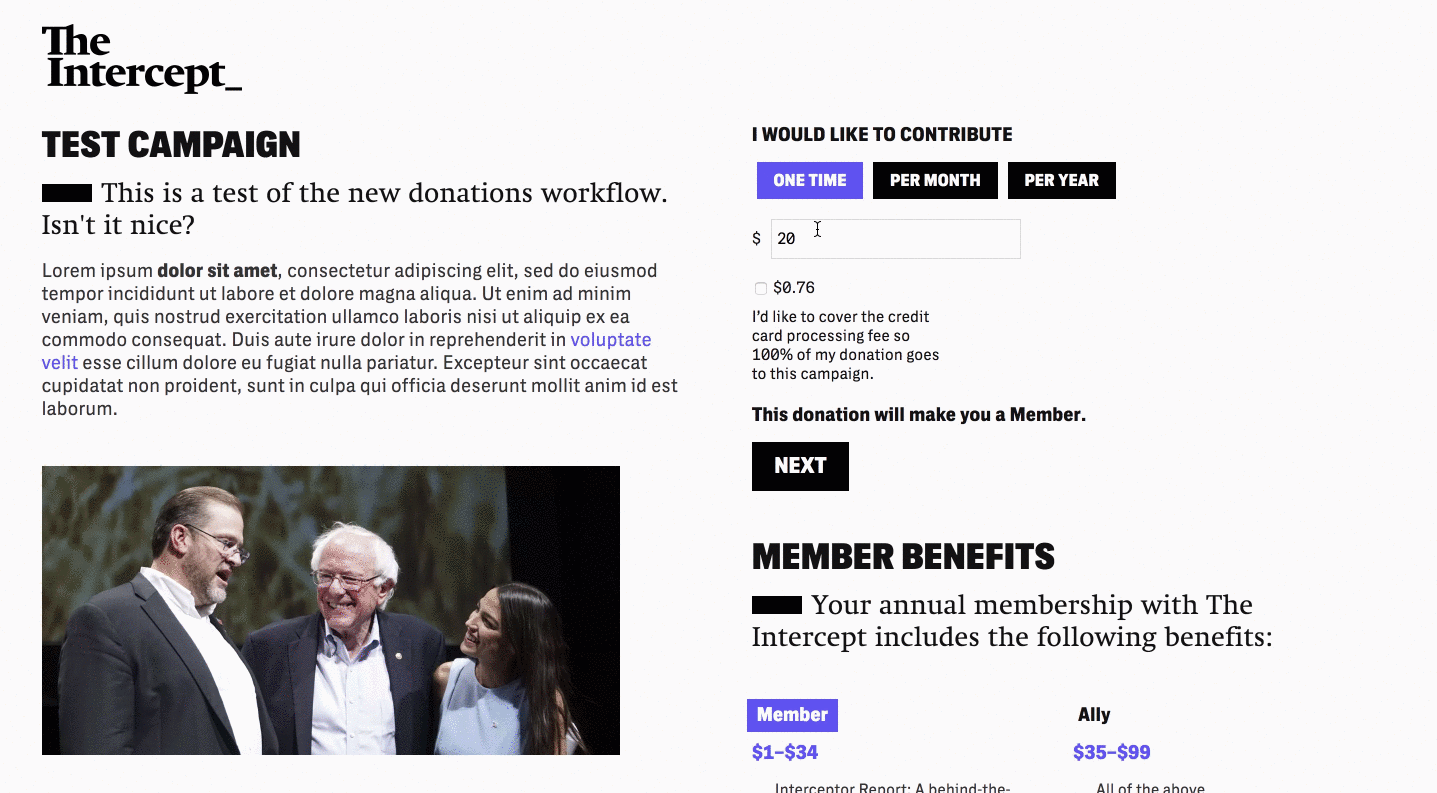 The
Intercept_
TEST CAMPAIGN
This is a test of the new donations workflow.
Isn't it nice?
Lorem ipsum dolor sit amet, consectetur adipiscing elit, sed do eiusmod
tempor incididunt ut labore et dolore magna aliqua. Ut enim ad minim
veniam, quis nostrud exercitation ullamco laboris nisi ut aliquip ex ea
commodo consequat. Duis aute irure dolor in reprehenderit in voluptate
velit esse cillum dolore eu fugiat nulla pariatur. Excepteur sint occaecat
cupidatat non proident, sunt in culpa qui officia deserunt mollit anim id est
laborum.
I WOULD LIKE TO CONTRIBUTE
ONE TIME PER MONTH PER YEAR
$ 20
$0.76
I'd like to cover the credit
card processing fee so
100% of my donation goes
to this campaign.
This donation will make you a Member.
NEXT
MEMBER BENEFITS
Your annual membership with The
Intercept includes the following benefits:
Member Ally
$1–$34 $35–$99
Interceptor Report: A behind-the- All of the above